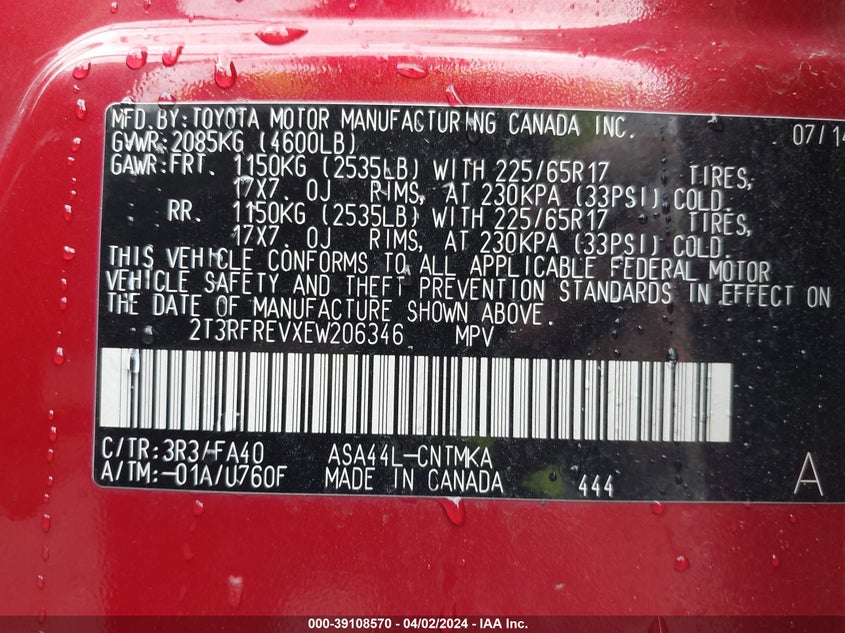 MFD.BY:TOYOTA MOTOR MANUFACTURING CANADA INC. 07/14
GVWR:2085KG (4600LB)
GAWR:FRT. 1150KG (2535LB) WITH 225/65R17 TIRES,
17X7.0J RIMS, AT 230KPA (33PSI) COLD.
RR. 1150KG (2535LB) WITH 225/65R17 TIRES,
17X7.0J RIMS, AT 230KPA (33PSI) COLD.
THIS VEHICLE CONFORMS TO ALL APPLICABLE FEDERAL MOTOR
VEHICLE SAFETY AND THEFT PREVENTION STANDARDS IN EFFECT ON
THE DATE OF MANUFACTURE SHOWN ABOVE.
2T3RFREVXEW206346 MPV
C/TR:3R3/FA40 ASA44L-CNTMKA
A/TM:-01A/U760F MADE IN CANADA 444 A
000-39108570 - 04/02/2024 - IAA Inc.